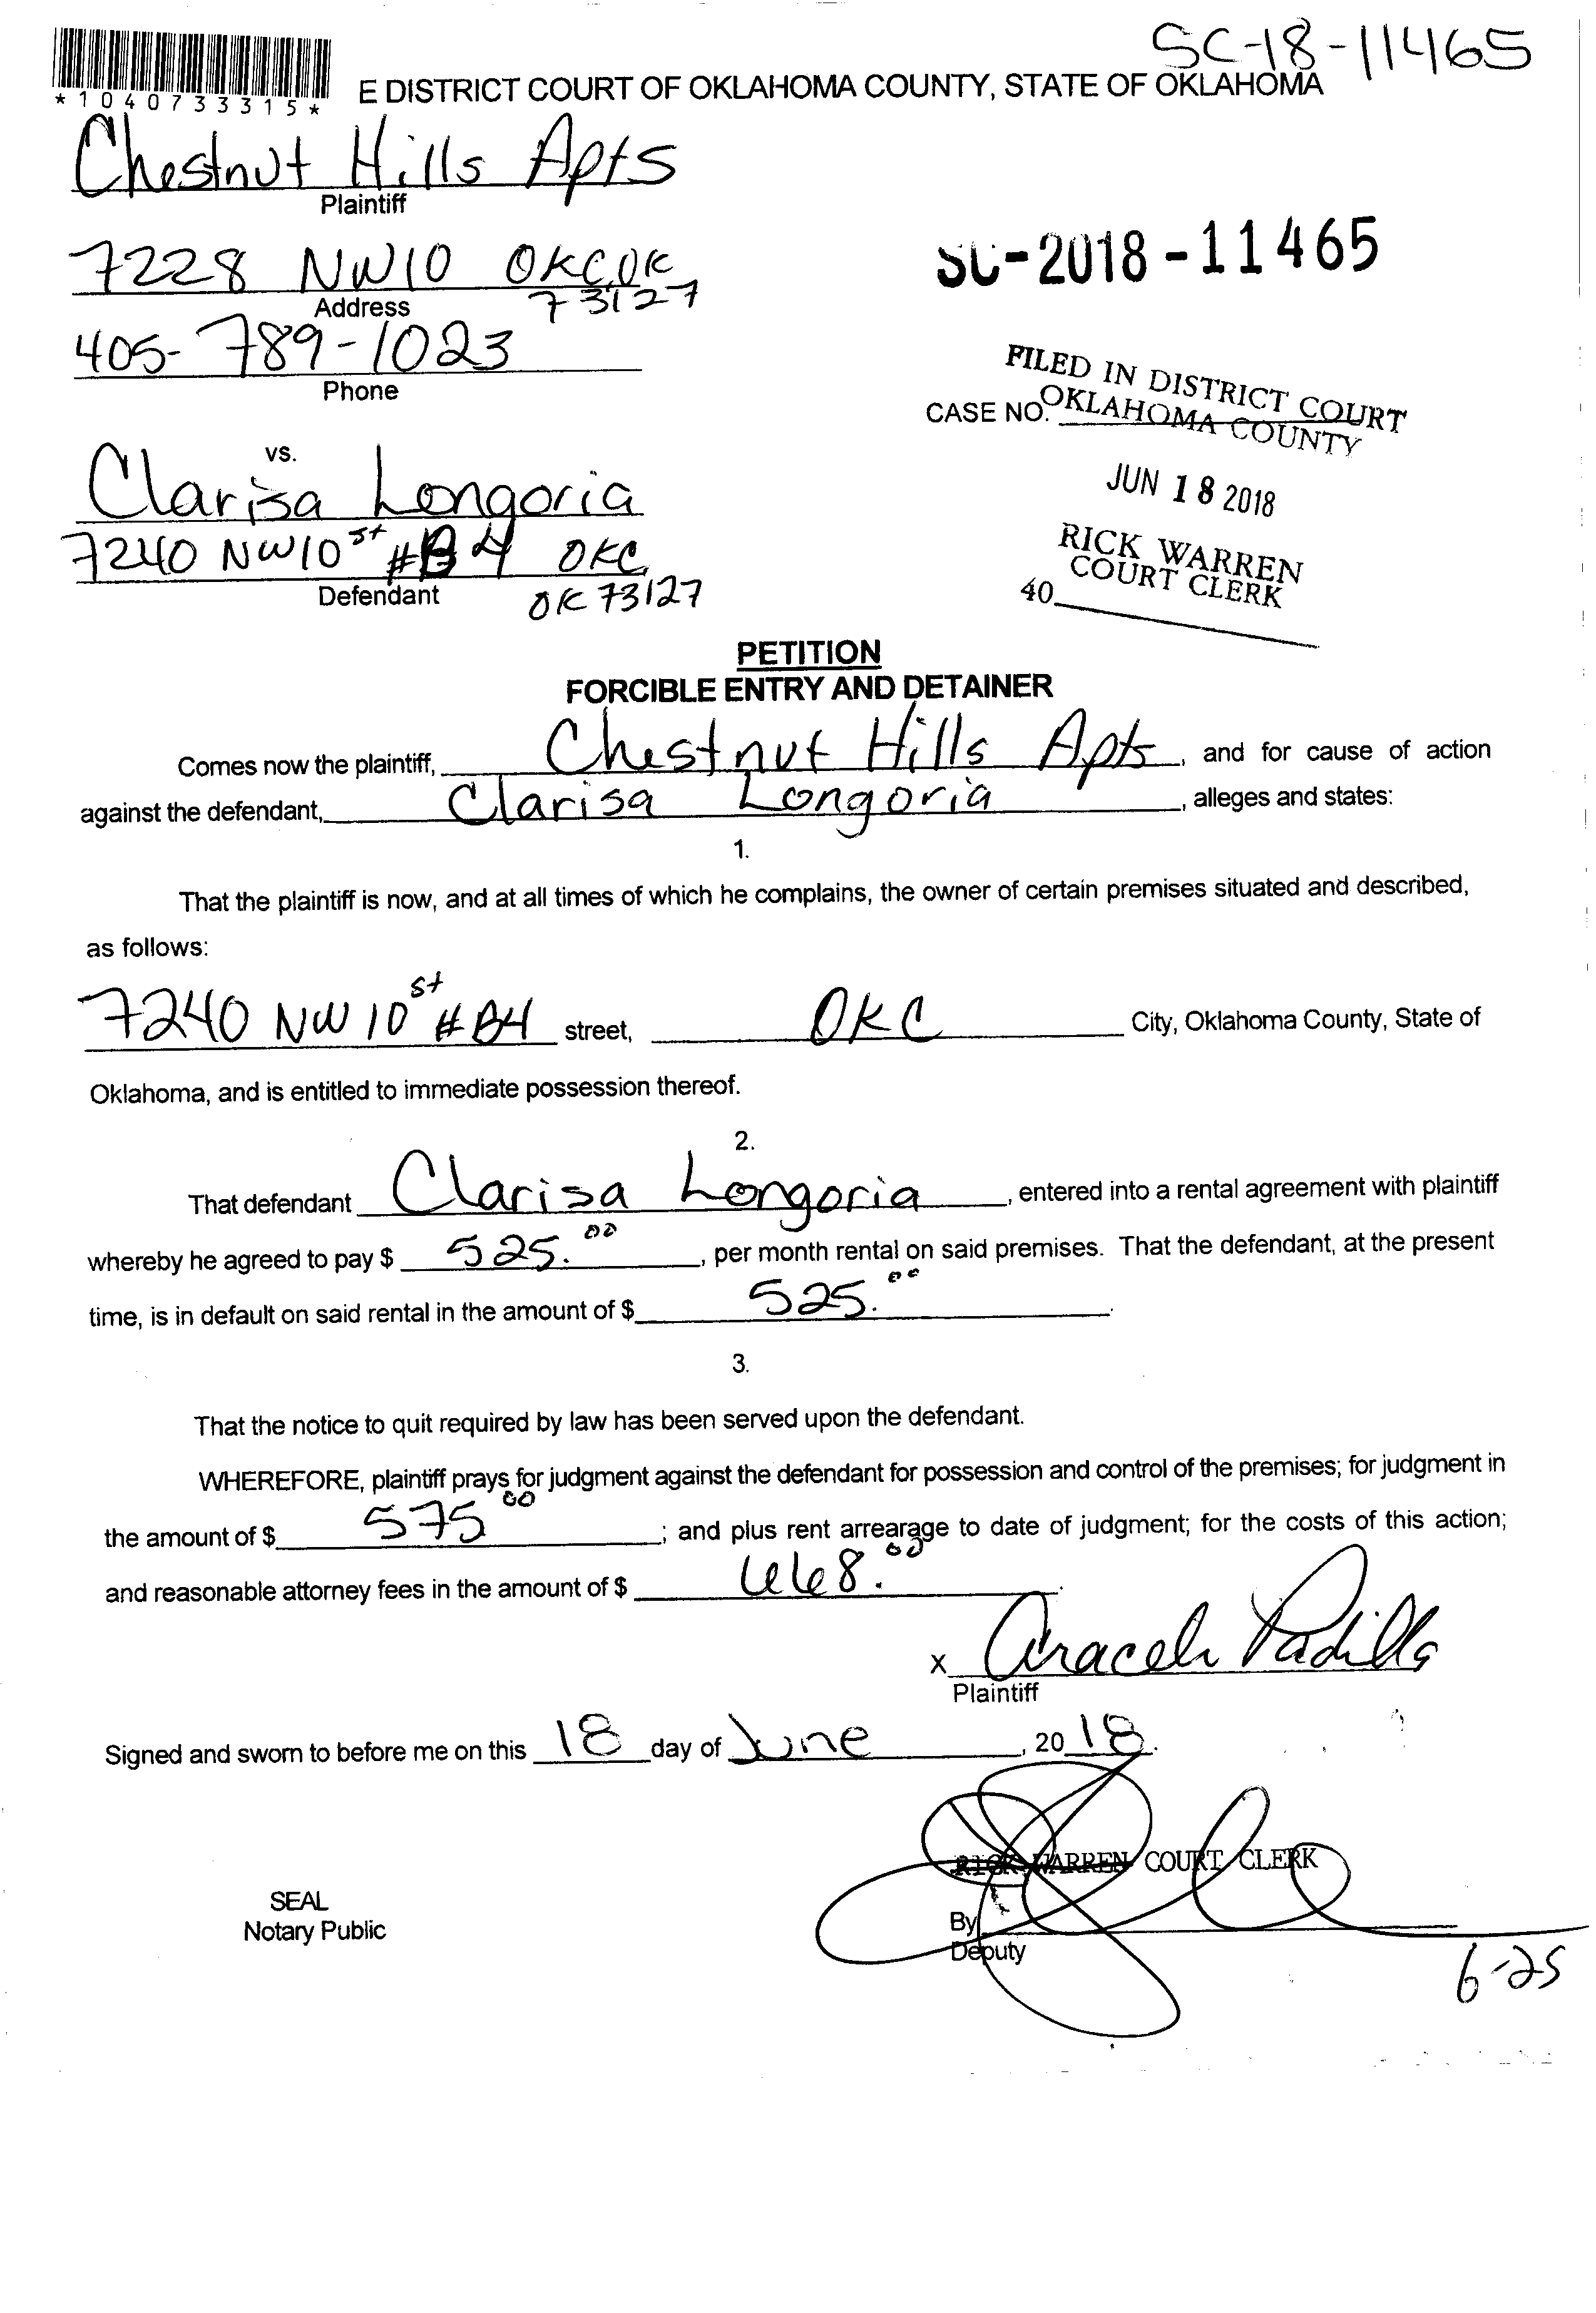 SC-18-11465
*1040733315*
E DISTRICT COURT OF OKLAHOMA COUNTY, STATE OF OKLAHOMA
Chestnut Hills Apts
Plaintiff
7228 NW10 OKC, OK
73127
Address
SC-2018-11465
405-789-1023
Phone
FILED IN DISTRICT COURT
OKLAHOMA COUNTY
CASE NO.
JUN 18 2018
RICK WARREN
COURT CLERK
40
vs.
Clarisa Longoria
7240 NW10st #B4 OKC
OK 73127
Defendant
PETITION
FORCIBLE ENTRY AND DETAINER
Comes now the plaintiff, Chestnut Hills Apts, and for cause of action
against the defendant, Clarisa Longoria, alleges and states:
1.
That the plaintiff is now, and at all times of which he complains, the owner of certain premises situated and described,
as follows:
7240 NW 10st #B4 street, OKC City, Oklahoma County, State of
Oklahoma, and is entitled to immediate possession thereof.
2.
That defendant Clarisa Longoria, entered into a rental agreement with plaintiff
whereby he agreed to pay $ 525.00, per month rental on said premises. That the defendant, at the present
time, is in default on said rental in the amount of $ 525.00.
3.
That the notice to quit required by law has been served upon the defendant.
WHEREFORE, plaintiff prays for judgment against the defendant for possession and control of the premises; for judgment in
the amount of $ 575 00; and plus rent arrearage to date of judgment; for the costs of this action;
and reasonable attorney fees in the amount of $ 668.00.
x Araceli Padilla
Plaintiff
Signed and sworn to before me on this 18 day of June, 2018.
RICK WARREN COURT CLERK
SEAL
Notary Public
By
Deputy
6-25